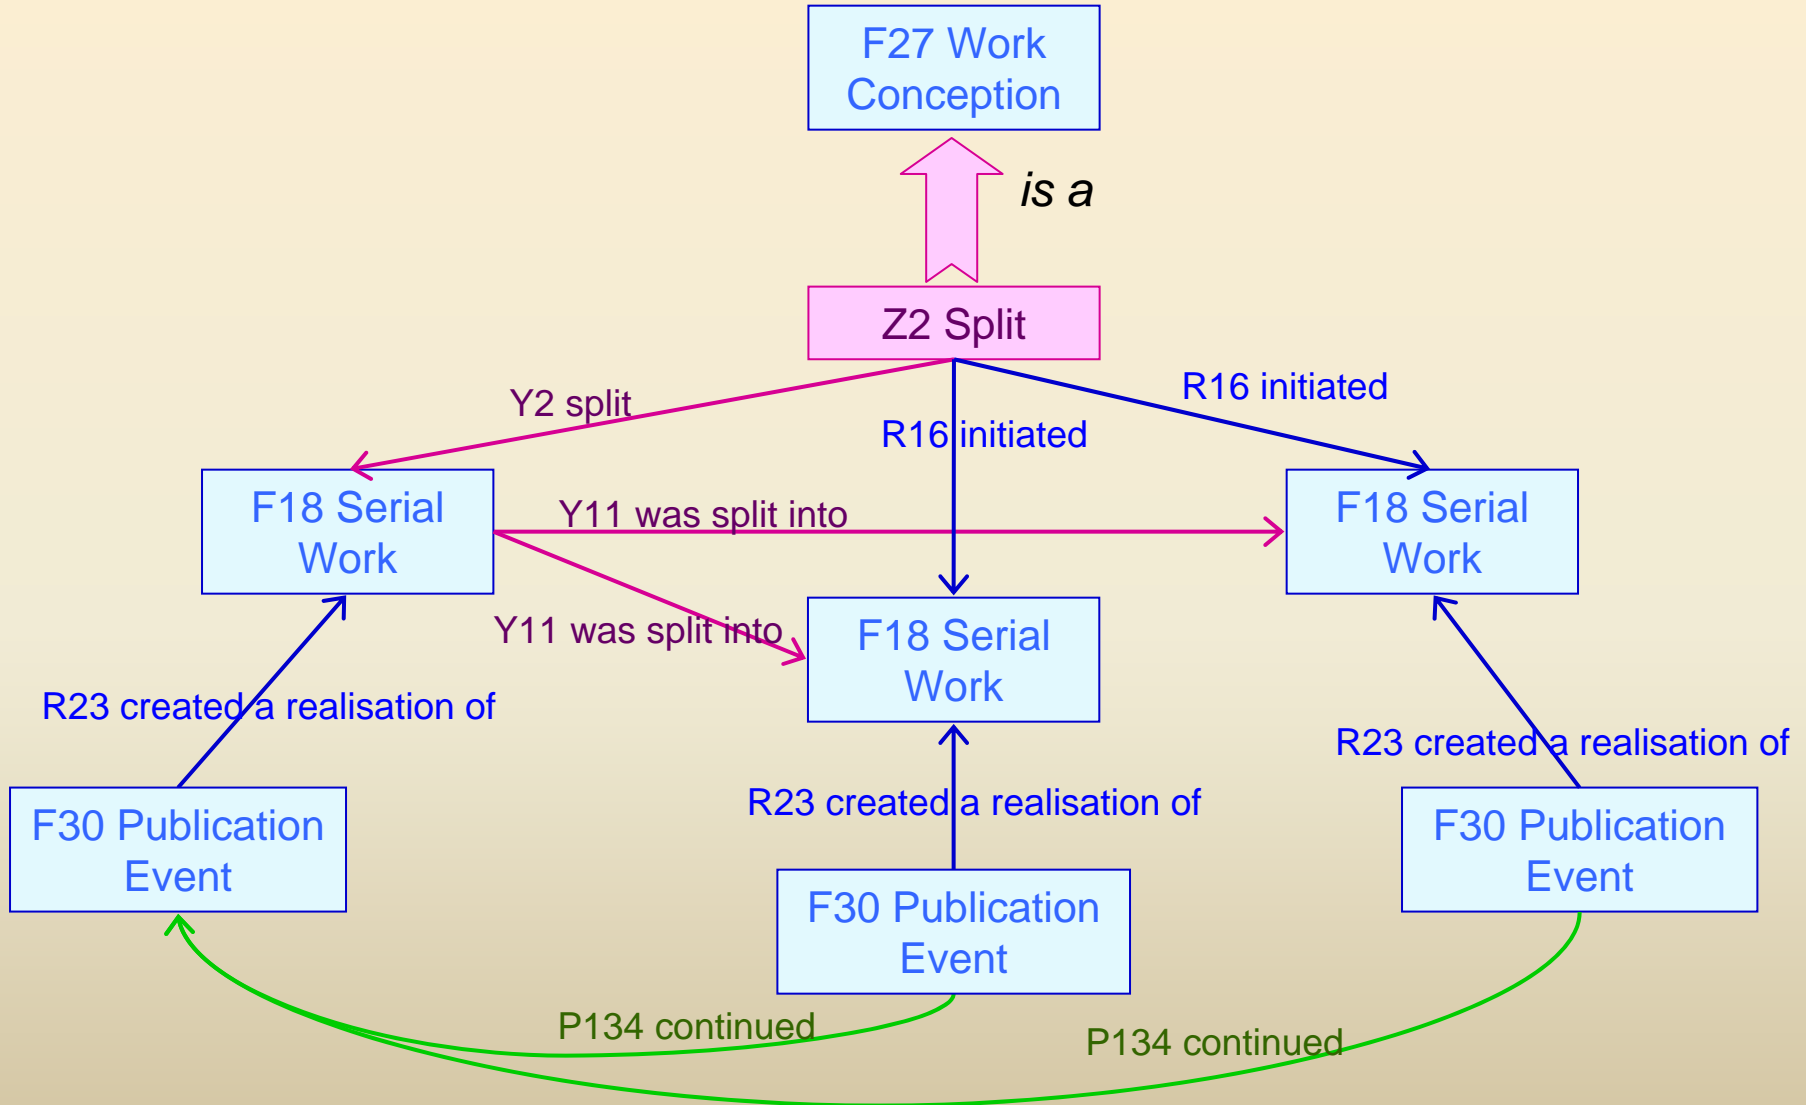 F27 Work
Conception
is a
Z2 Split
Y2 split
R16 initiated
R16 initiated
F18 Serial
Work
Y11 was split into
F18 Serial
Work
Y11 was split into
F18 Serial
Work
R23 created a realisation of
R23 created a realisation of
R23 created a realisation of
F30 Publication
Event
F30 Publication
Event
F30 Publication
Event
P134 continued
P134 continued